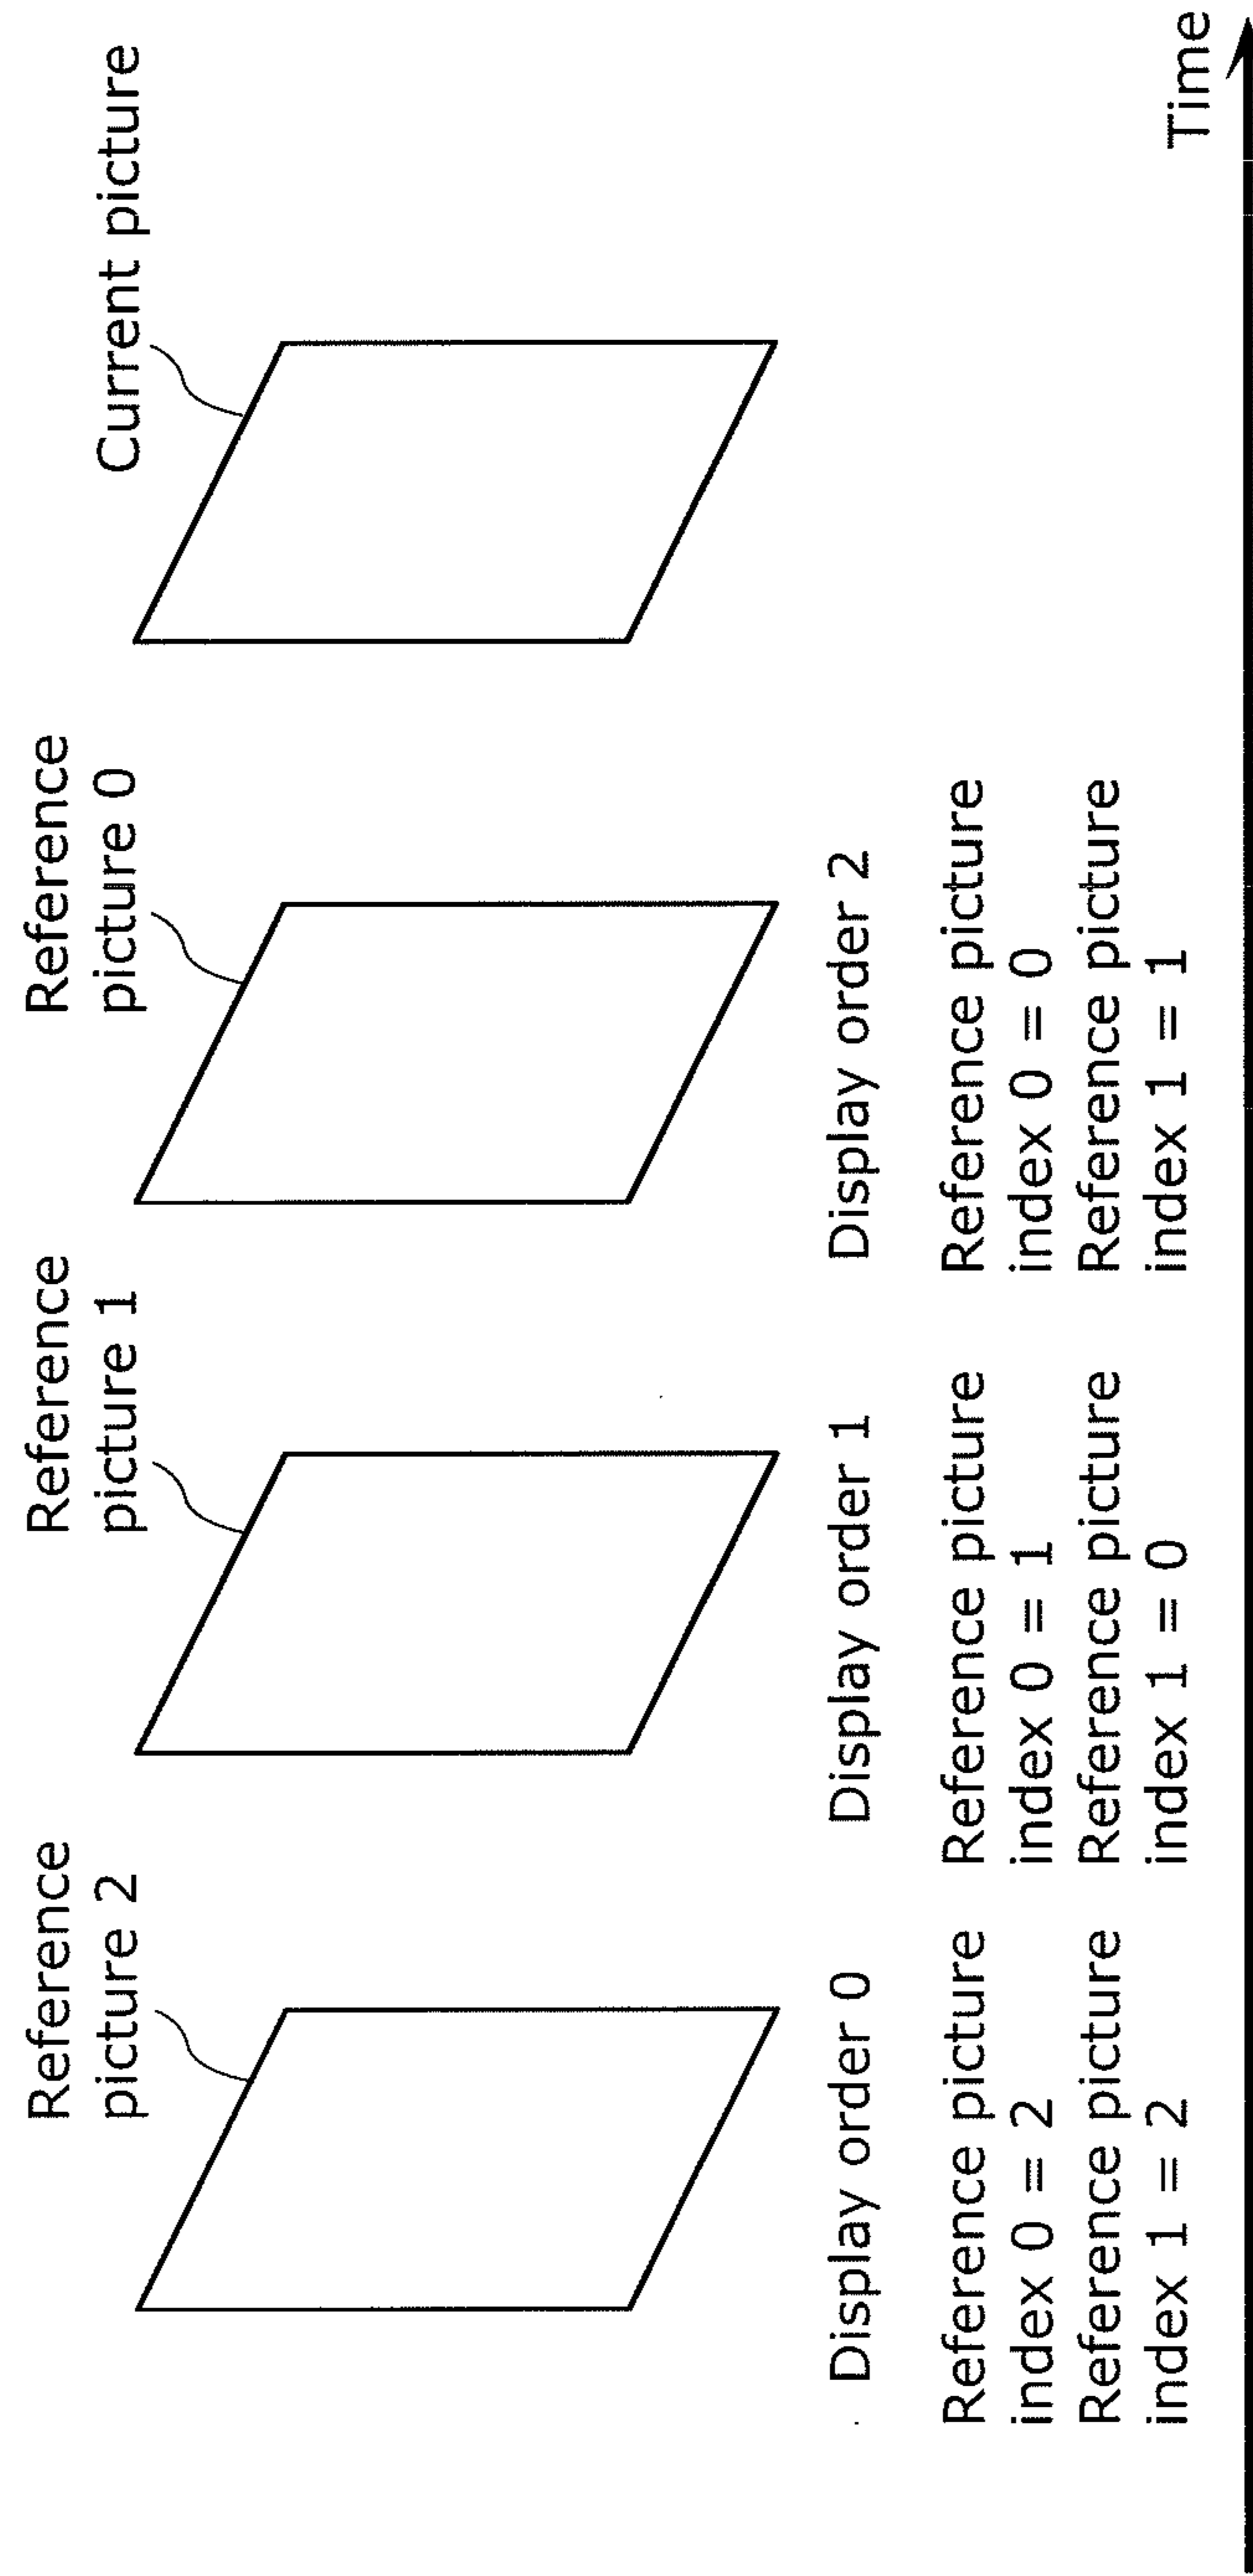 Reference
picture 2
Reference
picture 1
Reference
picture 0
Current picture
Display order 0
Display order 1
Display order 2
Reference picture
index 0 = 2
Reference picture
index 1 = 2
Reference picture
index 0 = 1
Reference picture
index 1 = 0
Reference picture
index 0 = 0
Reference picture
index 1 = 1
Time